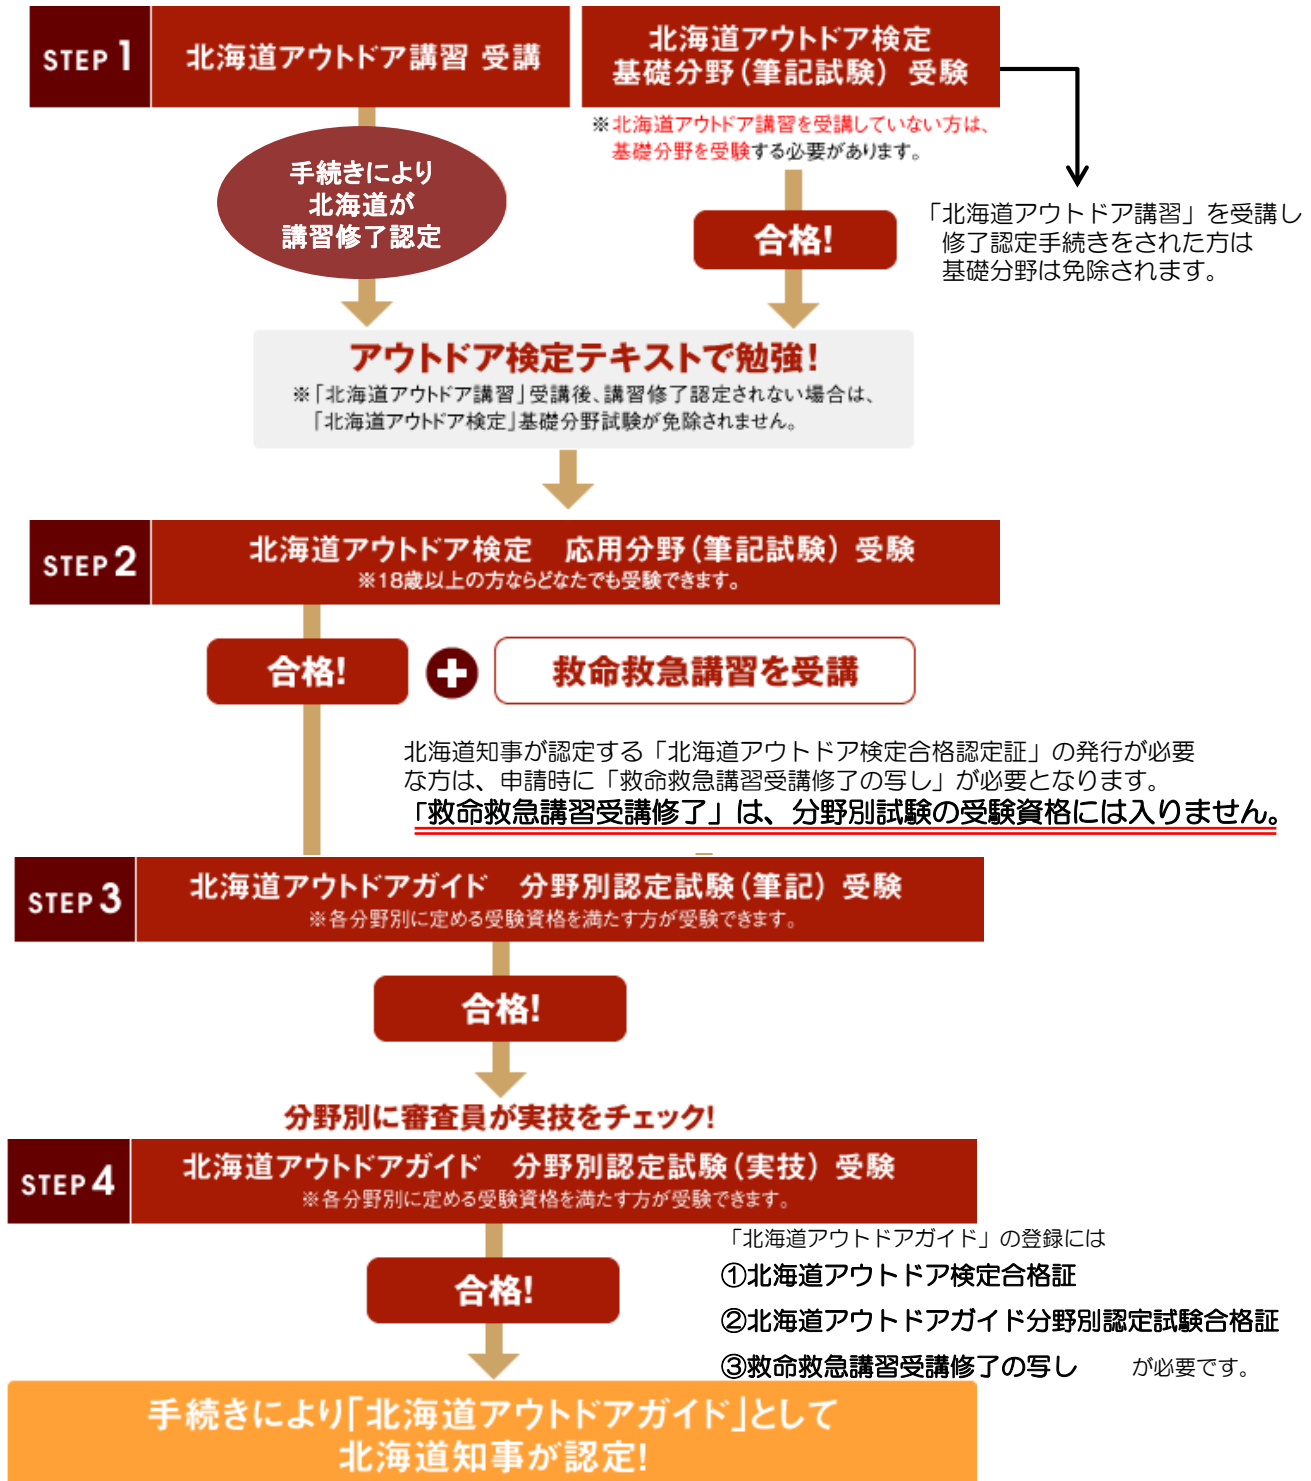 STEP 1
北海道アウトドア講習 受講
北海道アウトドア検定
基礎分野(筆記試験) 受験
※北海道アウトドア講習を受講していない方は、
基礎分野を受験する必要があります。
手続きにより
北海道が
講習修了認定
合格!
「北海道アウトドア講習」を受講し
修了認定手続きをされた方は
基礎分野は免除されます。
アウトドア検定テキストで勉強!
※「北海道アウトドア講習」受講後、講習修了認定されない場合は、
「北海道アウトドア検定」基礎分野試験が免除されません。
STEP 2
北海道アウトドア検定 応用分野(筆記試験) 受験
※18歳以上の方ならどなたでも受験できます。
合格!
救命救急講習を受講
北海道知事が認定する「北海道アウトドア検定合格認定証」の発行が必要
な方は、申請時に「救命救急講習受講修了の写し」が必要となります。
「救命救急講習受講修了」は、分野別試験の受験資格には入りません。
STEP 3
北海道アウトドアガイド 分野別認定試験(筆記) 受験
※各分野別に定める受験資格を満たす方が受験できます。
合格!
分野別に審査員が実技をチェック!
STEP 4
北海道アウトドアガイド 分野別認定試験(実技) 受験
※各分野別に定める受験資格を満たす方が受験できます。
合格!
「北海道アウトドアガイド」の登録には
①北海道アウトドア検定合格証
②北海道アウトドアガイド分野別認定試験合格証
③救命救急講習受講修了の写し が必要です。
手続きにより「北海道アウトドアガイド」として
北海道知事が認定!